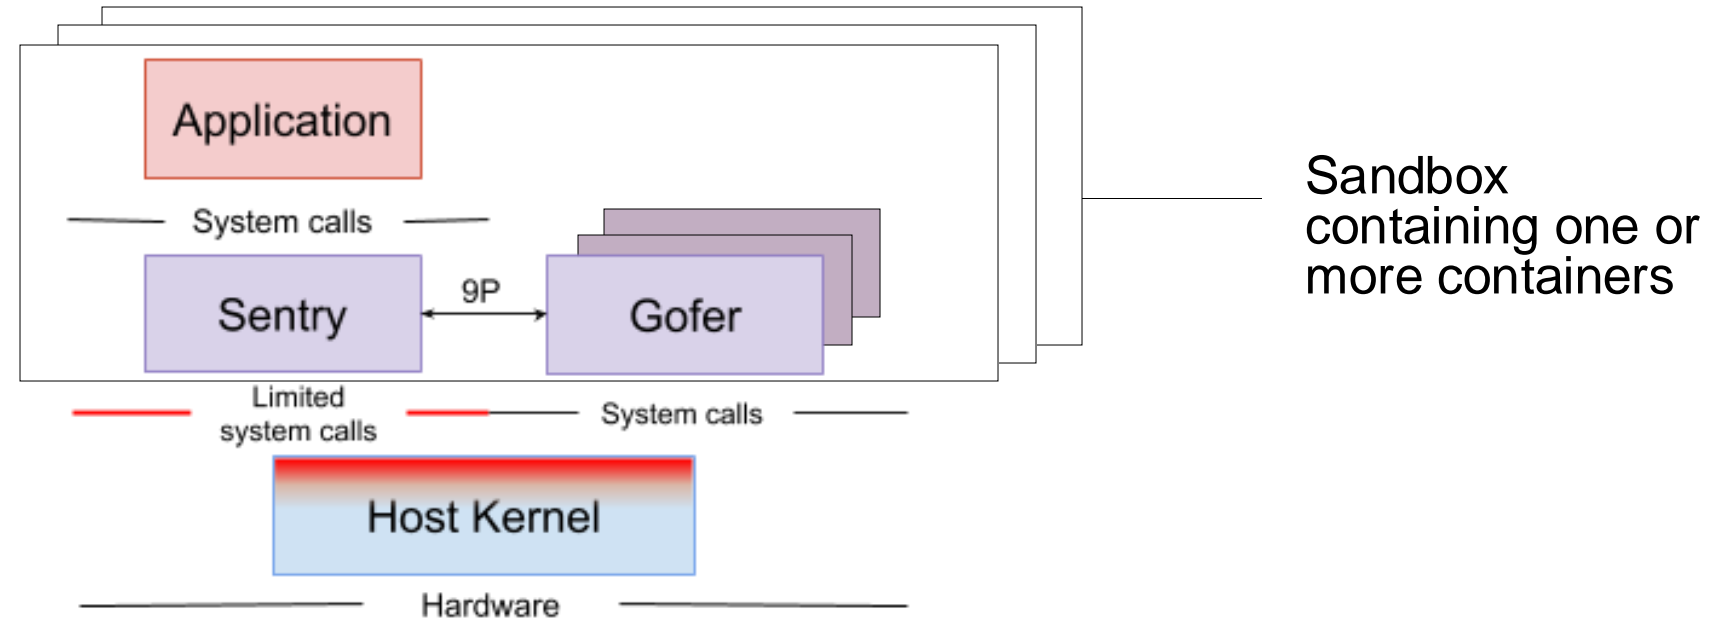 Application
System calls
Sandbox
containing one or
more containers
Sentry
9P
Gofer
Limited
system calls
System calls
Host Kernel
Hardware